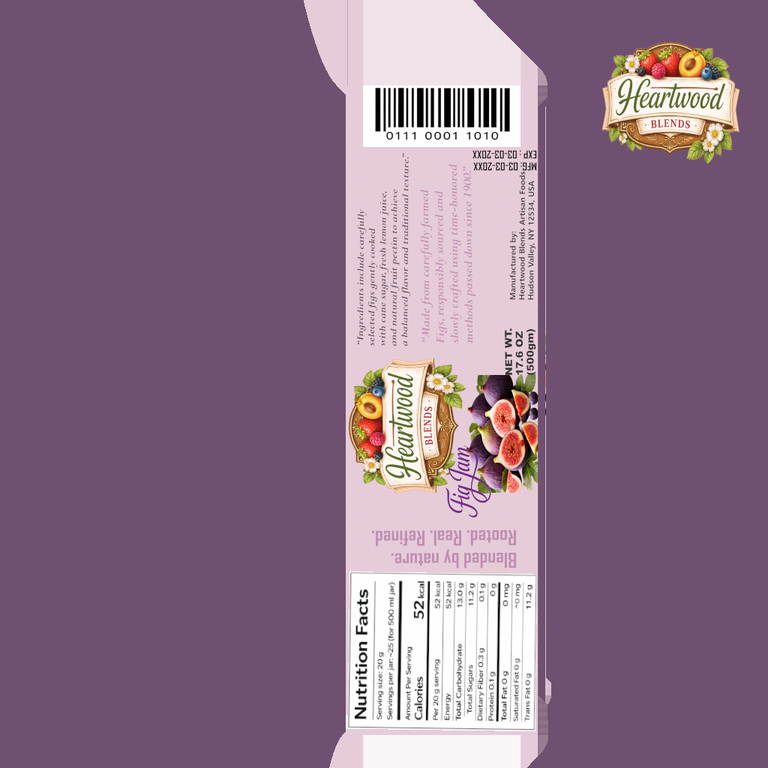 Heartwood
BLENDS
0111 0001 1010
MFG: 03-03-20XX
EXP : 03-03-20XX
"Ingredients include carefully
selected figs gently cooked
with cane sugar, fresh lemon juice,
and natural fruit pectin to achieve
a balanced flavor and traditional texture."
"Made from carefully farmed
Figs, responsibly sourced and
slowly crafted using time-honored
methods passed down since 1900."
Manufactured by:
Heartwood Blends Artisan Foods
Hudson Valley, NY 12534, USA
NET WT.
17.6 OZ
(500gm)
Heartwood
BLENDS
Fig Jam
Blended by nature.
Rooted. Real. Refined.
Nutrition Facts
Serving size: 20 g
Servings per jar:~25 (for 500 ml jar)
Amount Per Serving
Calories 52 kcal
Per 20 g serving 52 kcal
Energy 52 kcal
Total Carbohydrate 13.0 g
Total Sugars 11.2 g
Dietary Fiber 0.3 g 0.1 g
Protein 0.1 g 0 g
Total Fat 0 g 0 mg
Saturated Fat 0 g ~0 mg
Trans Fat 0 g 11.2 g